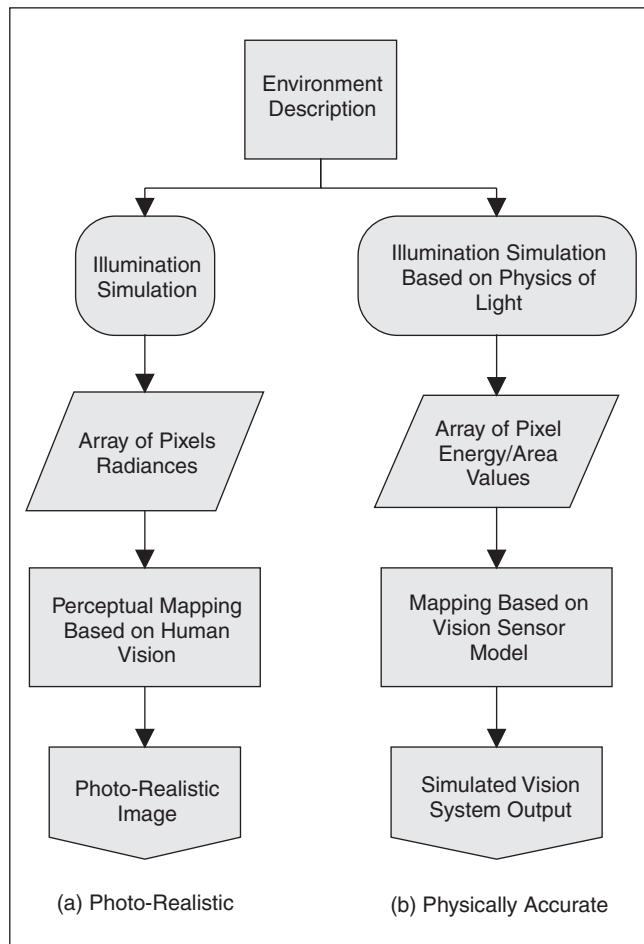 Environment
Description
Illumination
Simulation
Illumination Simulation
Based on Physics of
Light
Array of Pixels
Radiances
Array of Pixel
Energy/Area
Values
Perceptual Mapping
Based on Human
Vision
Mapping Based on
Vision Sensor
Model
Photo-Realistic
Image
Simulated Vision
System Output
(a) Photo-Realistic
(b) Physically Accurate